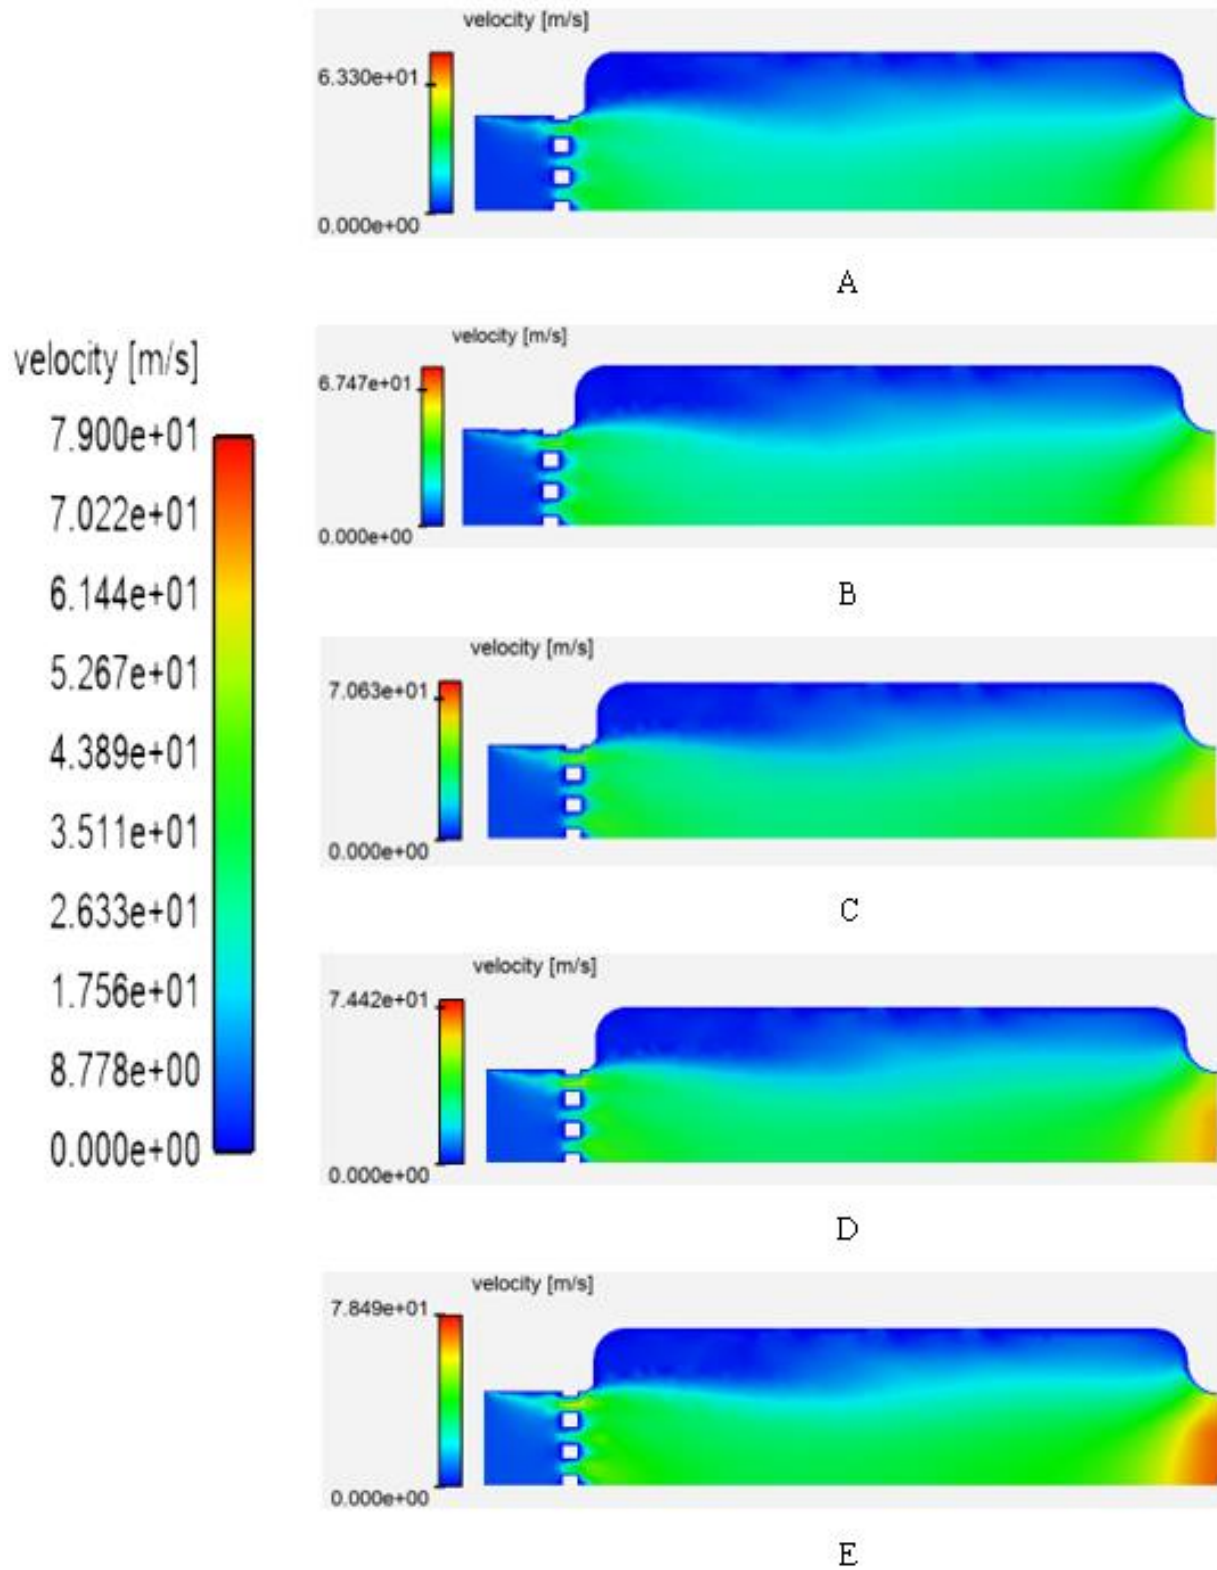 velocity [m/s]
6.330e+01
0.000e+00
A
velocity [m/s]
6.747e+01
0.000e+00
B
velocity [m/s]
7.900e+01
7.022e+01
6.144e+01
5.267e+01
4.389e+01
3.511e+01
2.633e+01
1.756e+01
8.778e+00
0.000e+00
velocity [m/s]
7.063e+01
0.000e+00
C
velocity [m/s]
7.442e+01
0.000e+00
D
velocity [m/s]
7.849e+01
0.000e+00
E